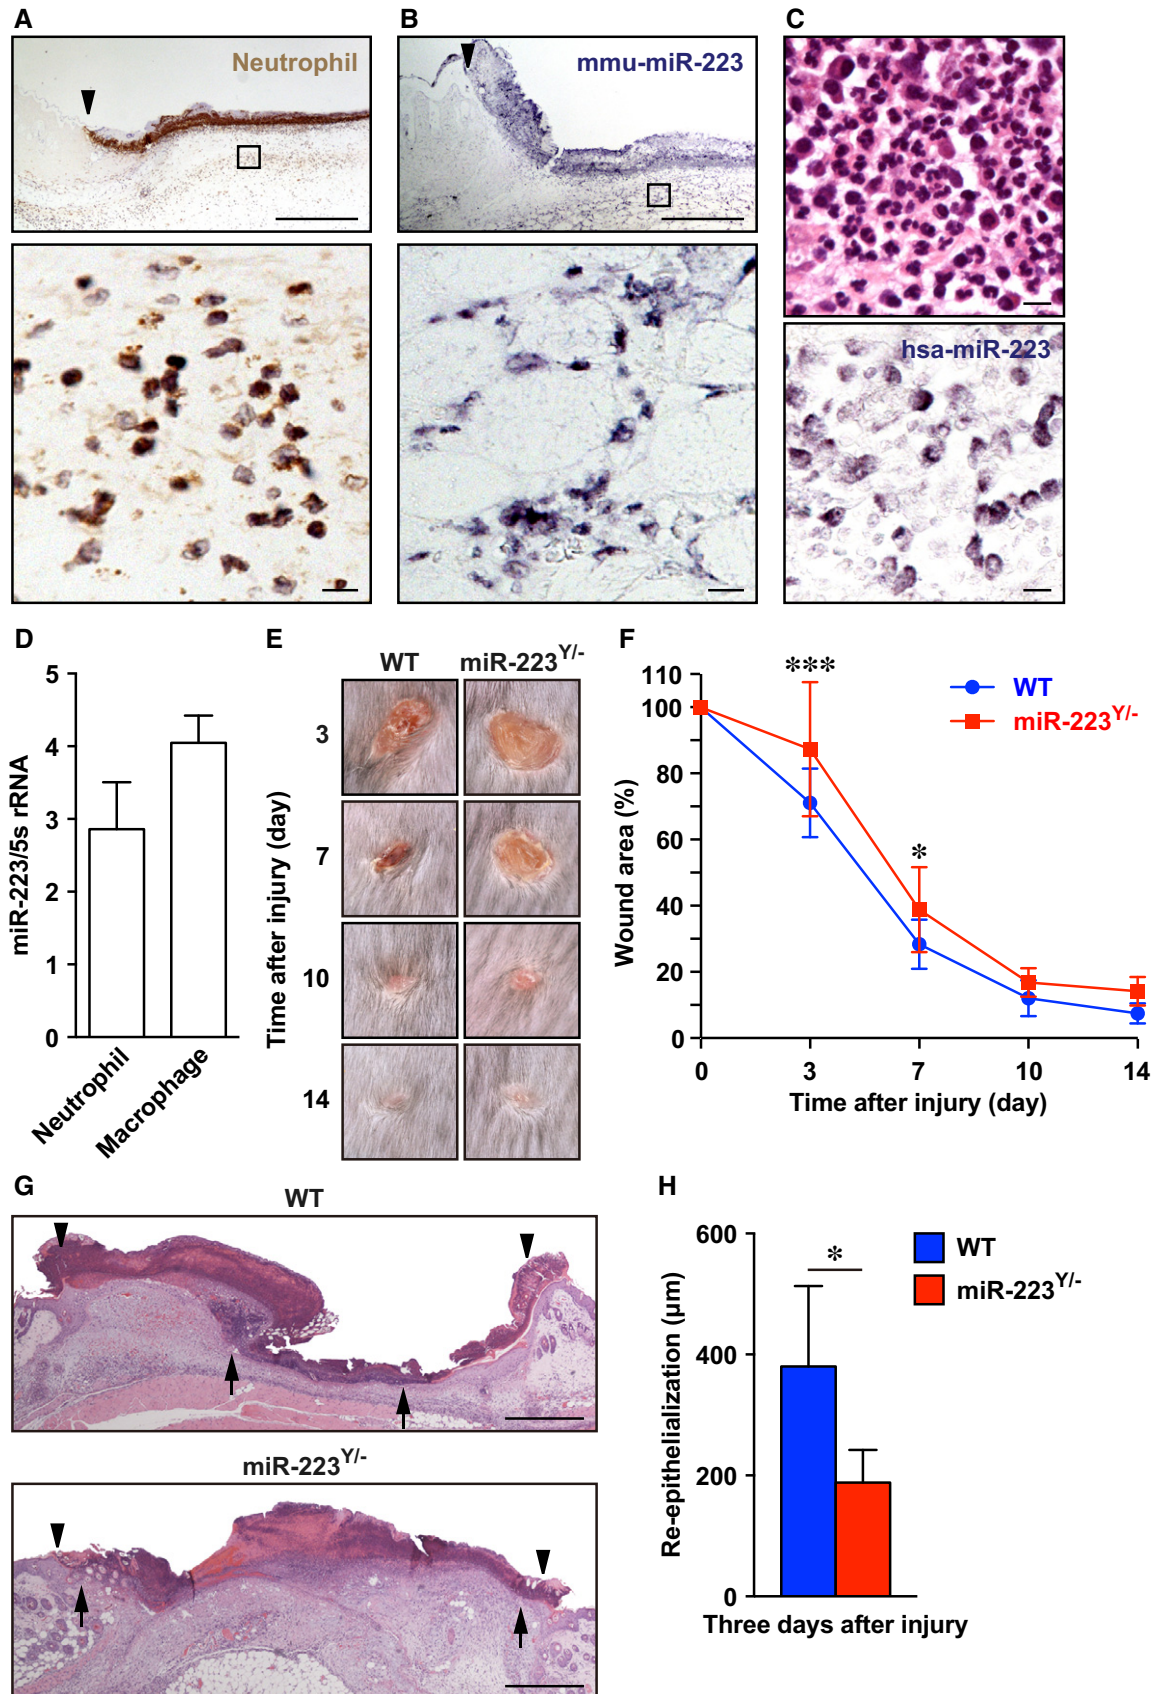 A
Neutrophil
B
mmu-miR-223
C
hsa-miR-223
D
miR-223/5s rRNA
5
4
3
2
1
0
Neutrophil
Macrophage
E
WT
miR-223Y/-
Time after injury (day)
3
7
10
14
F
***
*
WT
miR-223Y/-
Wound area (%)
110
100
80
60
40
20
0
0 3 7 10 14
Time after injury (day)
G
WT
miR-223Y/-
H
WT
miR-223Y/-
*
Re-epithelialization (µm)
600
400
200
0
Three days after injury